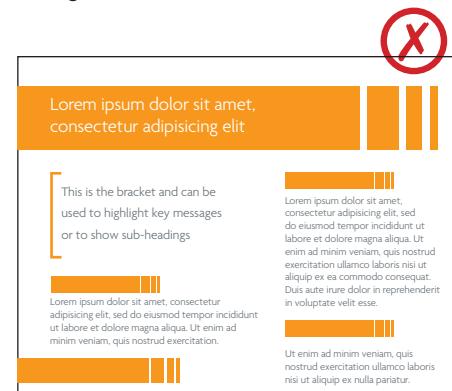 Lorem ipsum dolor sit amet,
consectetur adipisicing elit
This is the bracket and can be
used to highlight key messages
or to show sub-headings
Lorem ipsum dolor sit amet, consectetur
adipisicing elit, sed do eiusmod tempor incididunt
ut labore et dolore magna aliqua. Ut enim ad
minim veniam, quis nostrud exercitation.
Lorem ipsum dolor sit amet,
consectetur adipisicing elit, sed
do eiusmod tempor incididunt ut
labore et dolore magna aliqua. Ut
enim ad minim veniam, quis nostrud
exercitation ullamco laboris nisi ut
aliquip ex ea commodo consequat.
Duis aute irure dolor in reprehenderit
in voluptate velit esse.
Ut enim ad minim veniam, quis
nostrud exercitation ullamco laboris
nisi ut aliquip ex nulla pariatur.